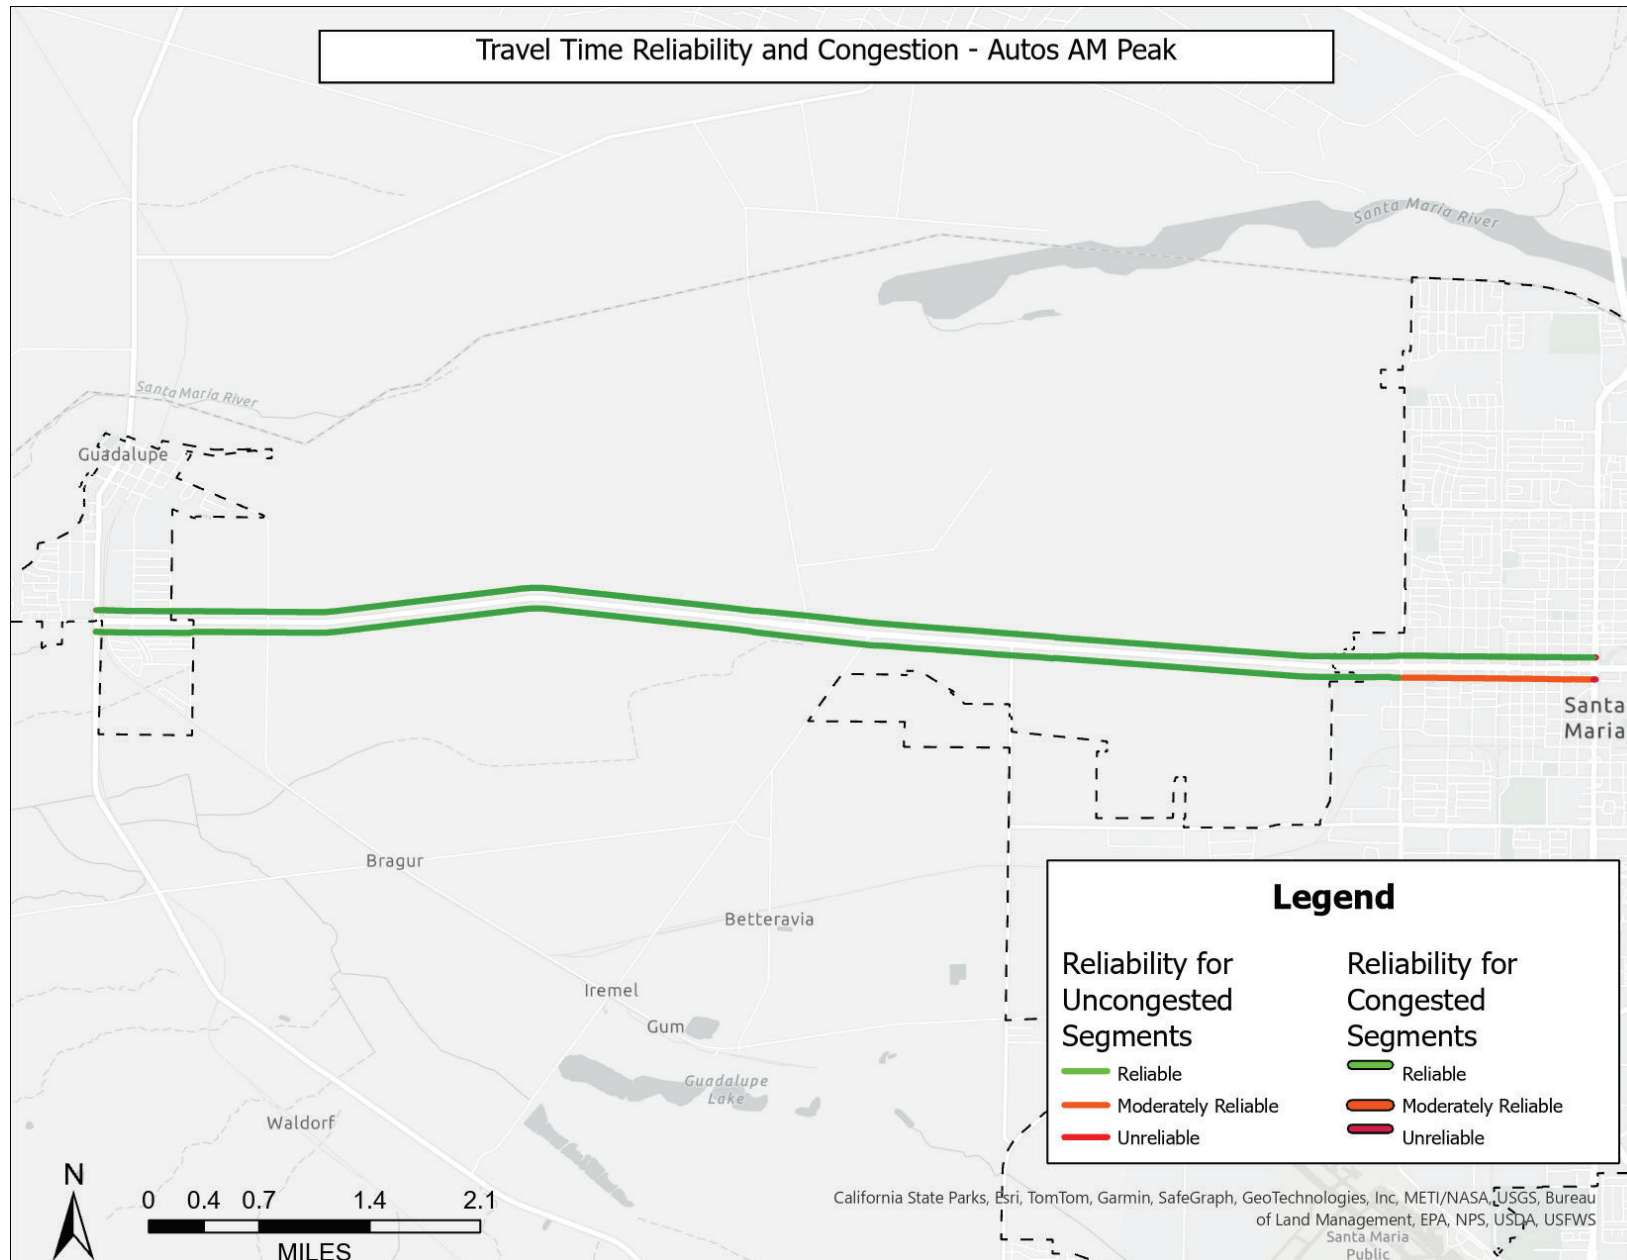 Travel Time Reliability and Congestion - Autos AM Peak
Santa Maria River
Santa Maria River
Guadalupe
Santa
Maria
Bragur
Betteravia
Iremel
Gum
Guadalupe
Lake
Waldorf
Legend
Reliability for
Uncongested
Segments
Reliable
Moderately Reliable
Unreliable
Reliability for
Congested
Segments
Reliable
Moderately Reliable
Unreliable
N
0 0.4 0.7 1.4 2.1
MILES
California State Parks, Esri, TomTom, Garmin, SafeGraph, GeoTechnologies, Inc, METI/NASA, USGS, Bureau
of Land Management, EPA, NPS, USDA, USFWS
Santa Maria
Public